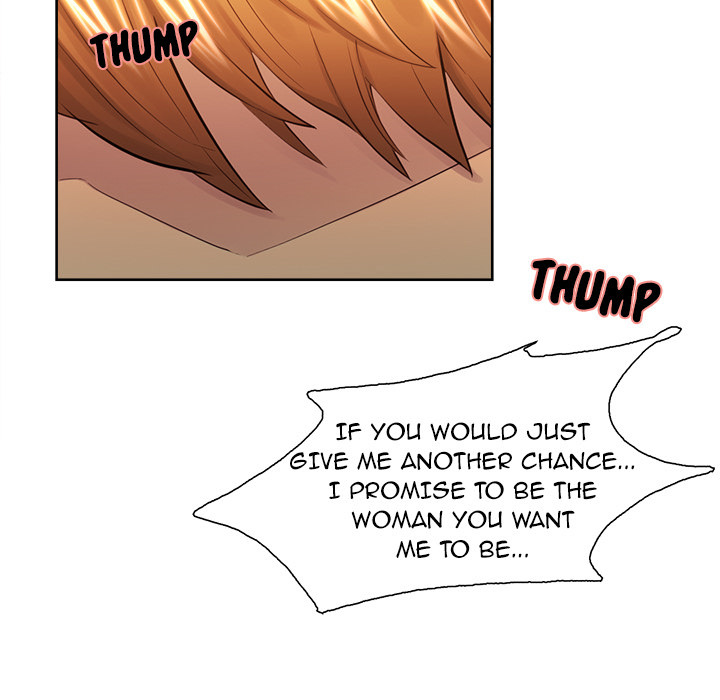 THUMP
THUMP
IF YOU WOULD JUST
GIVE ME ANOTHER CHANCE...
I PROMISE TO BE THE
WOMAN YOU WANT
ME TO BE...